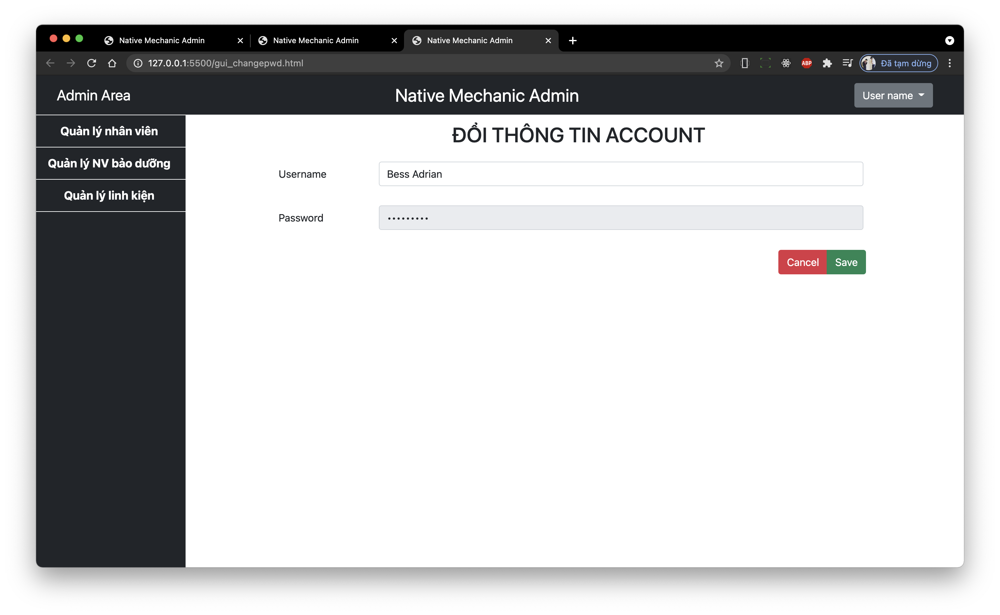 Native Mechanic Admin
Native Mechanic Admin
Native Mechanic Admin
127.0.0.1:5500/gui_changepwd.html
ABP
Đã tạm dừng
Admin Area
Native Mechanic Admin
User name
Quản lý nhân viên
Quản lý NV bảo dưỡng
Quản lý linh kiện
ĐỔI THÔNG TIN ACCOUNT
Username
Bess Adrian
Password
•••••••••
Cancel
Save